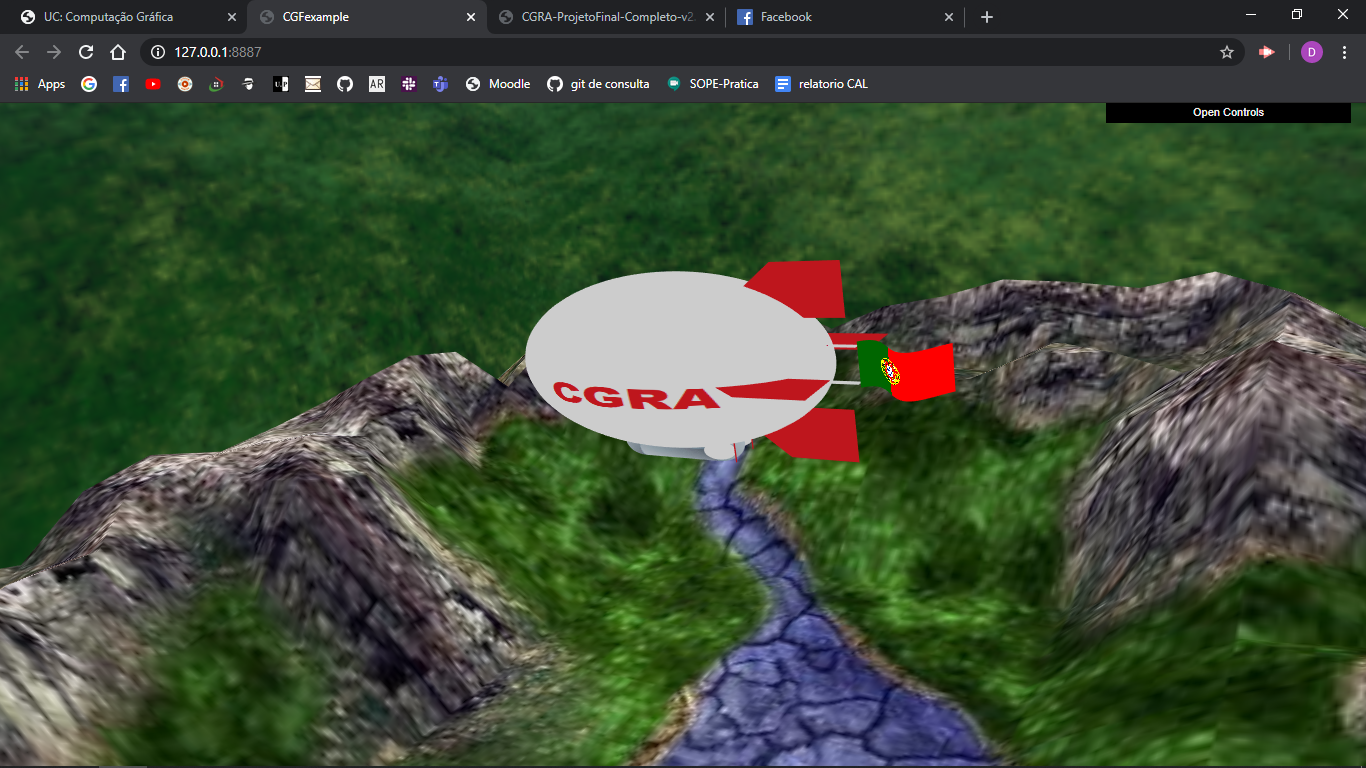 UC: Computação Gráfica
CGFexample
CGRA-ProjetoFinal-Completo-v2
Facebook
127.0.0.1:8887
D
Apps
U.P
AR
Moodle
git de consulta
SOPE-Pratica
relatorio CAL
Open Controls
CGRA